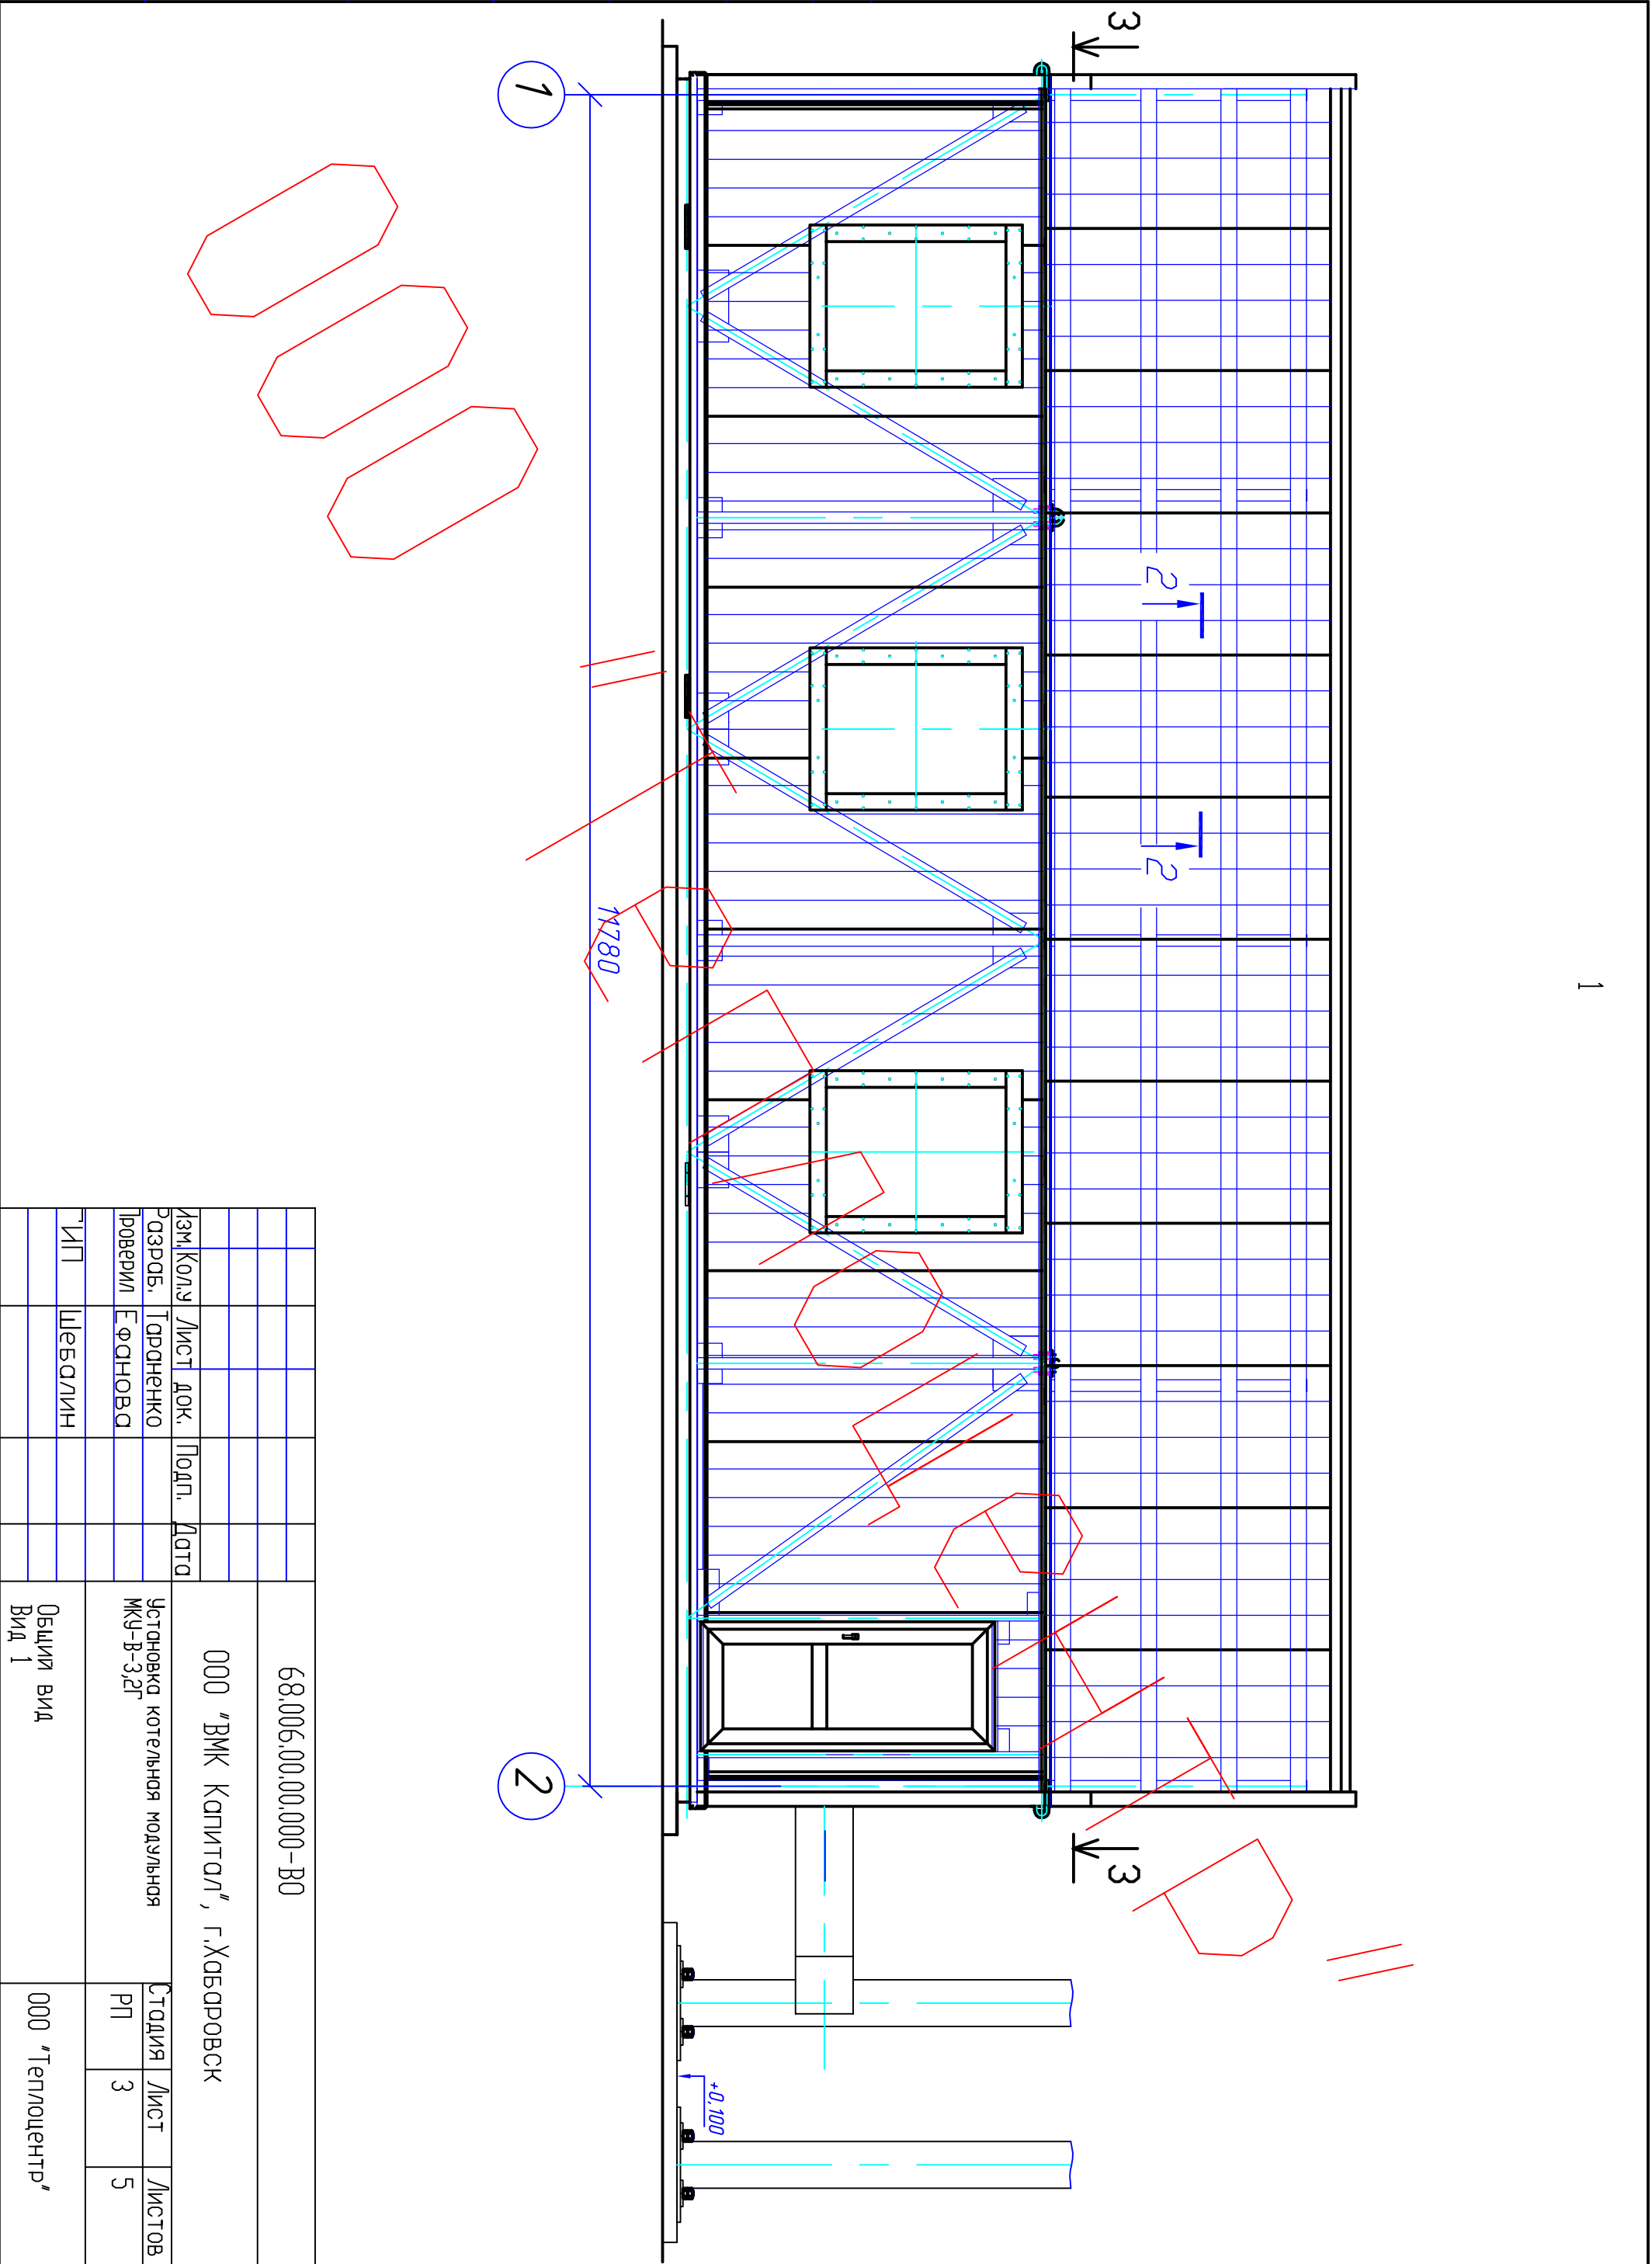 1
3
3
2
2
+0,100
11780
1
2
ООО "Теплоцентр"
68.006.00.00.000-ВО
ООО "ВМК Капитал", г.Хабаровск
Изм. Кол.у Лист док. Подп. Дата
Разраб. Тараненко
Проверил Ефанова
ГИП Шебалин
Установка котельная модульная
МКУ-В-3,2Г
Стадия Лист Листов
РП 3 5
Общий вид
Вид 1
ООО "Теплоцентр"